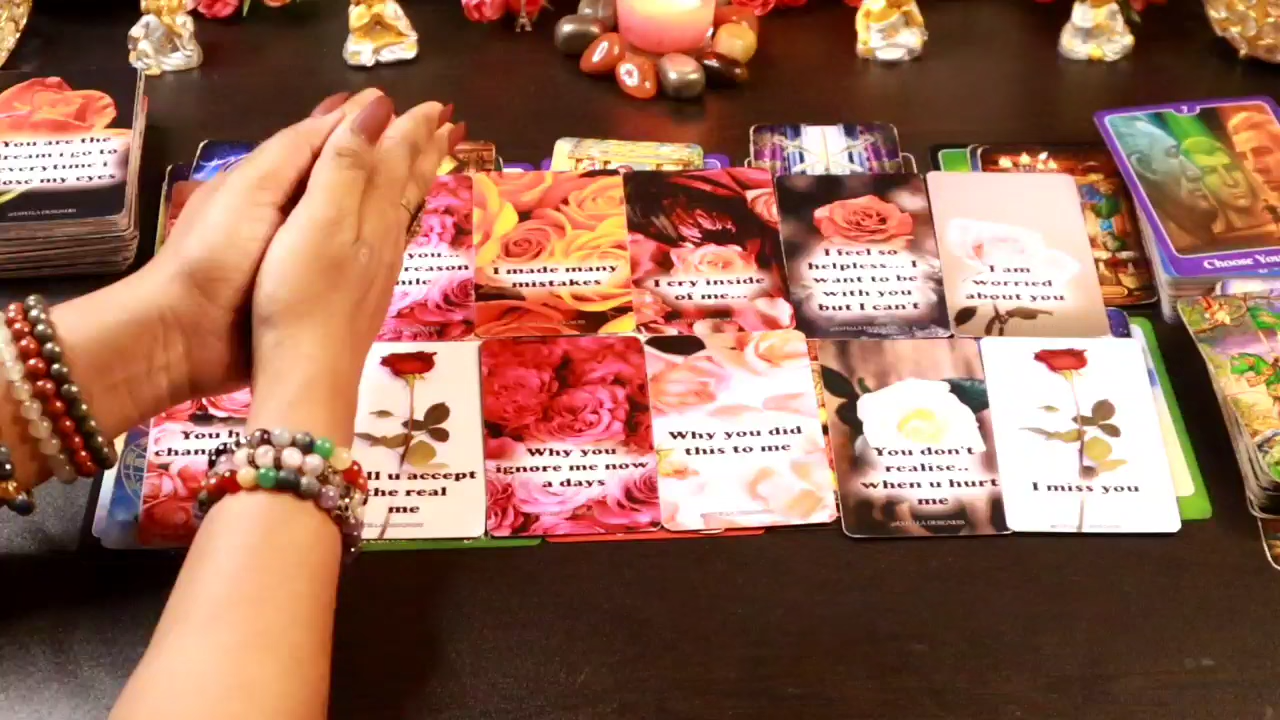 You are the
dream i go to
everytime i
lose my eyes
you...
reason
I made many
mistakes
I cry inside
of me...
I feel so
helpless... I
want to be
with you
but I can't
I am
worried
about you
Choose You
You h
chan
ll u accept
the real
me
Why you
ignore me now
a days
Why you did
this to me
You don't
realise..
when u hurt
me
I miss you